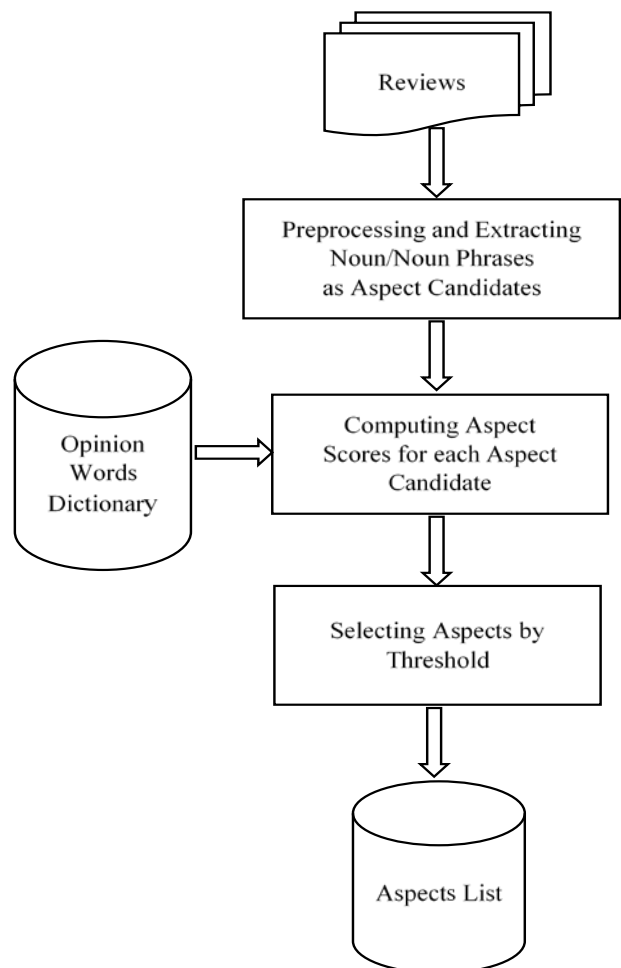 Reviews
Preprocessing and Extracting
Noun/Noun Phrases
as Aspect Candidates
Opinion
Words
Dictionary
Computing Aspect
Scores for each Aspect
Candidate
Selecting Aspects by
Threshold
Aspects List